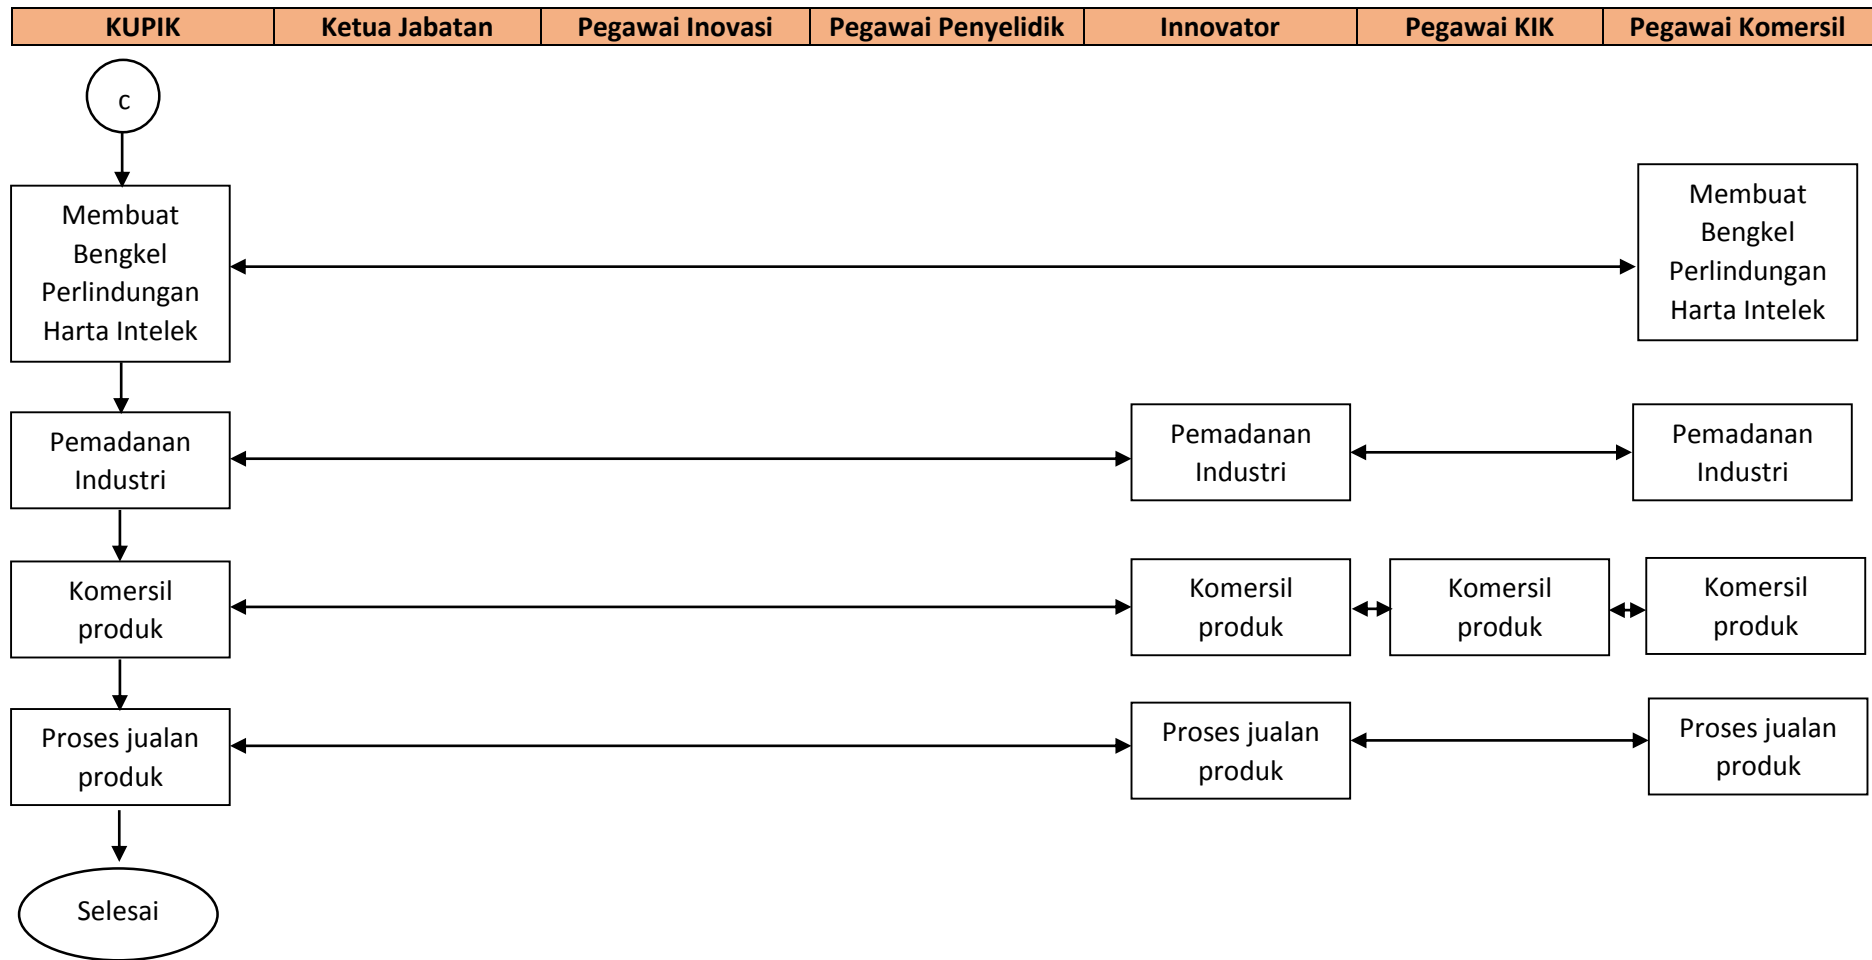 KUPIK Ketua Jabatan Pegawai Inovasi Pegawai Penyelidik Innovator Pegawai KIK Pegawai Komersil
c
Membuat
Bengkel
Perlindungan
Harta Intelek
Membuat
Bengkel
Perlindungan
Harta Intelek
Pemadanan
Industri
Pemadanan
Industri
Pemadanan
Industri
Komersil
produk
Komersil
produk
Komersil
produk
Komersil
produk
Proses jualan
produk
Proses jualan
produk
Proses jualan
produk
Selesai